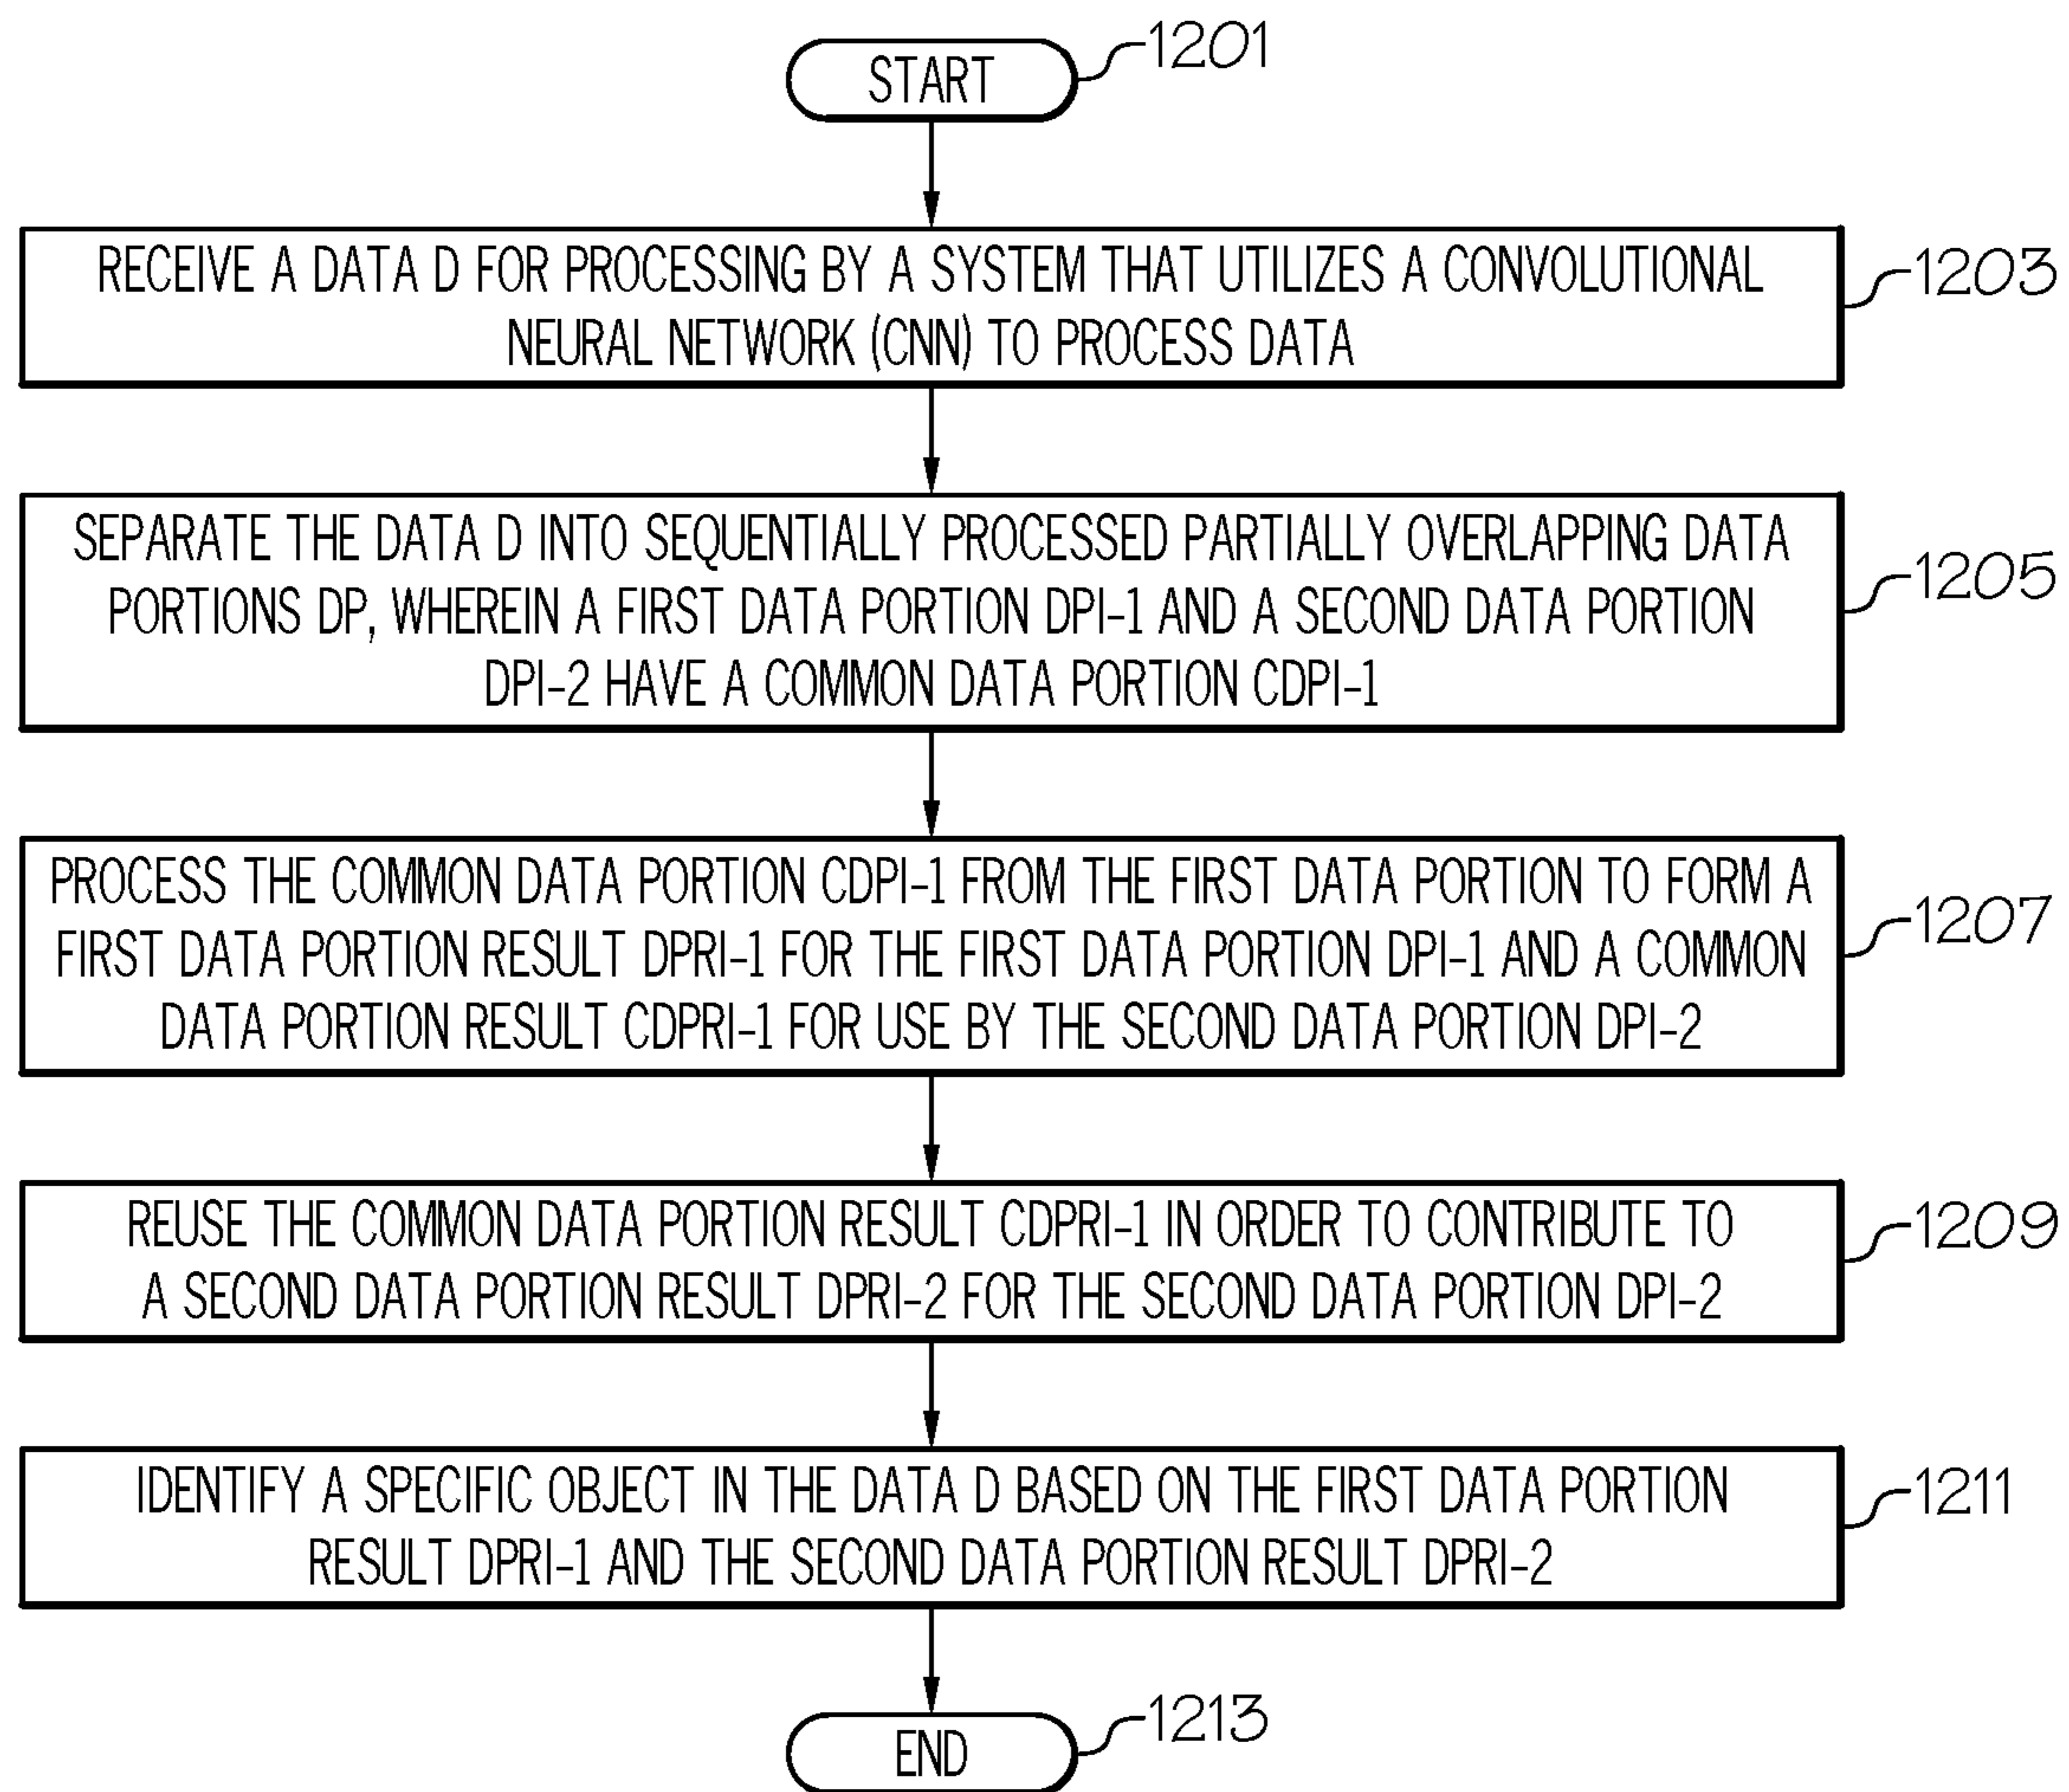 START
1201
RECEIVE A DATA D FOR PROCESSING BY A SYSTEM THAT UTILIZES A CONVOLUTIONAL
NEURAL NETWORK (CNN) TO PROCESS DATA
1203
SEPARATE THE DATA D INTO SEQUENTIALLY PROCESSED PARTIALLY OVERLAPPING DATA
PORTIONS DP, WHEREIN A FIRST DATA PORTION DPI-1 AND A SECOND DATA PORTION
DPI-2 HAVE A COMMON DATA PORTION CDPI-1
1205
PROCESS THE COMMON DATA PORTION CDPI-1 FROM THE FIRST DATA PORTION TO FORM A
FIRST DATA PORTION RESULT DPRI-1 FOR THE FIRST DATA PORTION DPI-1 AND A COMMON
DATA PORTION RESULT CDPRI-1 FOR USE BY THE SECOND DATA PORTION DPI-2
1207
REUSE THE COMMON DATA PORTION RESULT CDPRI-1 IN ORDER TO CONTRIBUTE TO
A SECOND DATA PORTION RESULT DPRI-2 FOR THE SECOND DATA PORTION DPI-2
1209
IDENTIFY A SPECIFIC OBJECT IN THE DATA D BASED ON THE FIRST DATA PORTION
RESULT DPRI-1 AND THE SECOND DATA PORTION RESULT DPRI-2
1211
END
1213